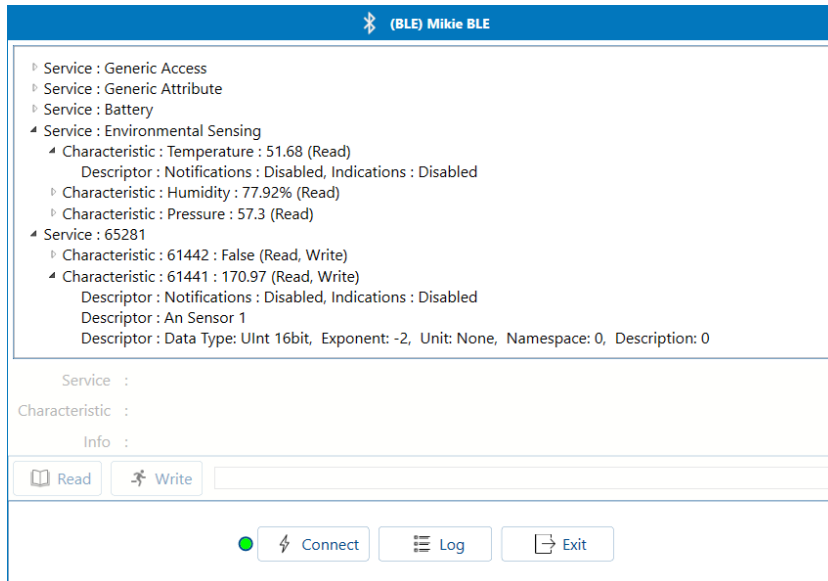 (BLE) Mikie BLE
Service : Generic Access
Service : Generic Attribute
Service : Battery
Service : Environmental Sensing
Characteristic : Temperature : 51.68 (Read)
Descriptor : Notifications : Disabled, Indications : Disabled
Characteristic : Humidity : 77.92% (Read)
Characteristic : Pressure : 57.3 (Read)
Service : 65281
Characteristic : 61442 : False (Read, Write)
Characteristic : 61441 : 170.97 (Read, Write)
Descriptor : Notifications : Disabled, Indications : Disabled
Descriptor : An Sensor 1
Descriptor : Data Type: UInt 16bit, Exponent: -2, Unit: None, Namespace: 0, Description: 0
Service :
Characteristic :
Info :
Read Write
Connect Log Exit